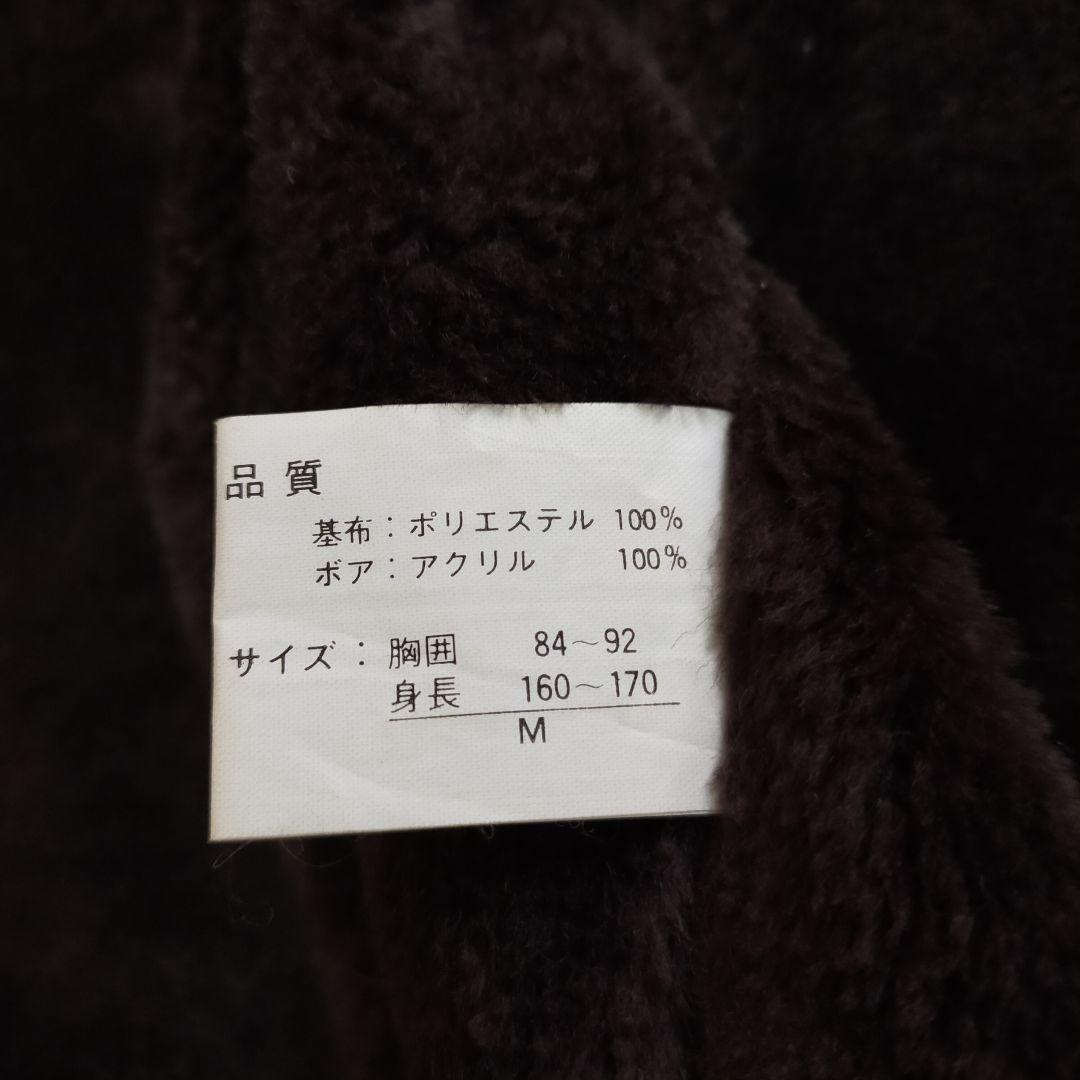 品質
基布：ポリエステル 100%
ボア：アクリル 100%
サイズ：胸囲 84～92
身長 160～170
M